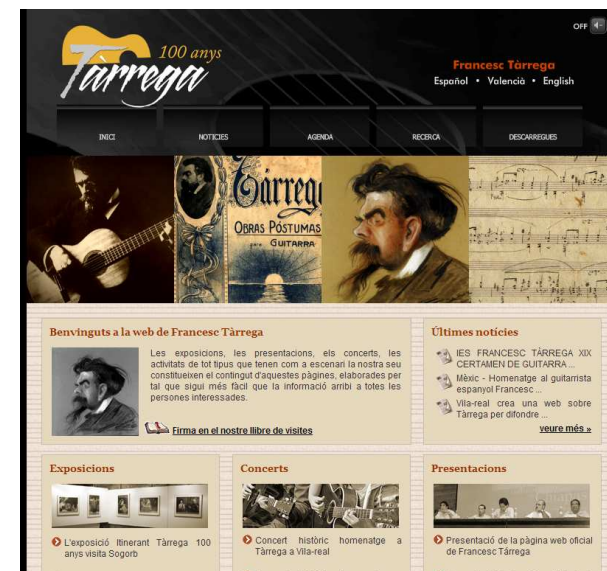 OFF
100 anys
Tàrrega
Francesc Tàrrega
Español • Valencià • English
INICI NOTICIES AGENDA RECERCA DESCARREGUES
Tárreg
OBRAS PÓSTUMAS
PARA GUITARRA
Benvinguts a la web de Francesc Tàrrega
Les exposicions, les presentacions, els concerts, les
activitats de tot tipus que tenen com a escenari la nostra seu
constitueixen el contingut d'aquestes pàgines, elaborades per
tal que sigui més fàcil que la informació arribi a totes les
persones interessades.
Firma en el nostre llibre de visites
Últimes notícies
IES FRANCESC TÁRREGA XIX
CERTAMEN DE GUITARRA ...
Mèxic - Homenatge al guitarrista
espanyol Francesc ...
Vila-real crea una web sobre
Tàrrega per difondre ...
veure més »
Exposicions
L'exposició Itinerant Tàrrega 100
anys visita Sogorb
Concerts
Concert històric homenatge a
Tàrrega a Vila-real
Presentacions
Presentació de la pàgina web oficial
de Francesc Tárrega